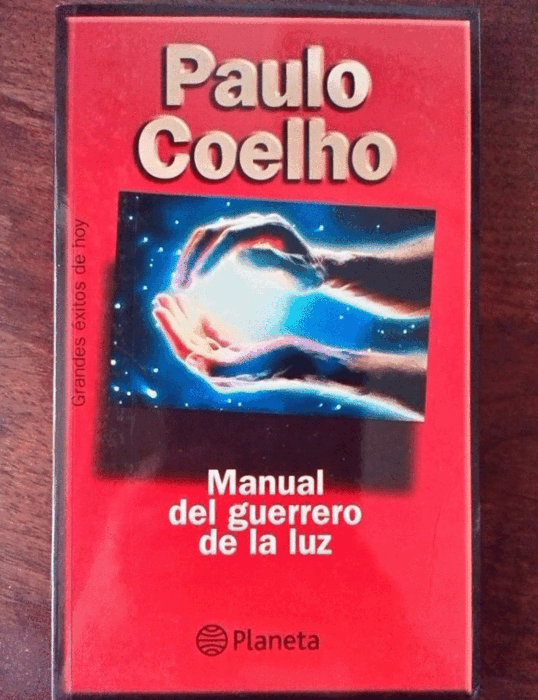 Paulo
Coelho
Grandes éxitos de hoy
Manual
del guerrero
de la luz
Planeta